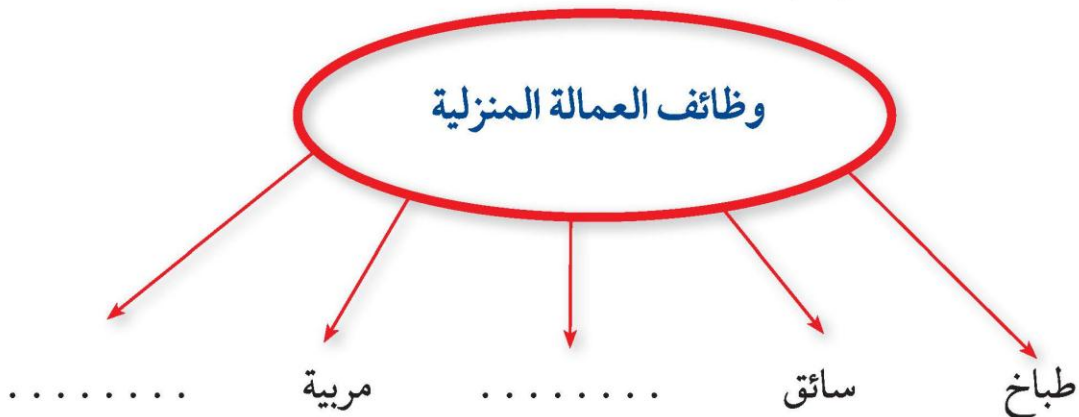 وظائف العمالة المنزلية
طباخ سائق . . . . . . . . مربية . . . . . . . .